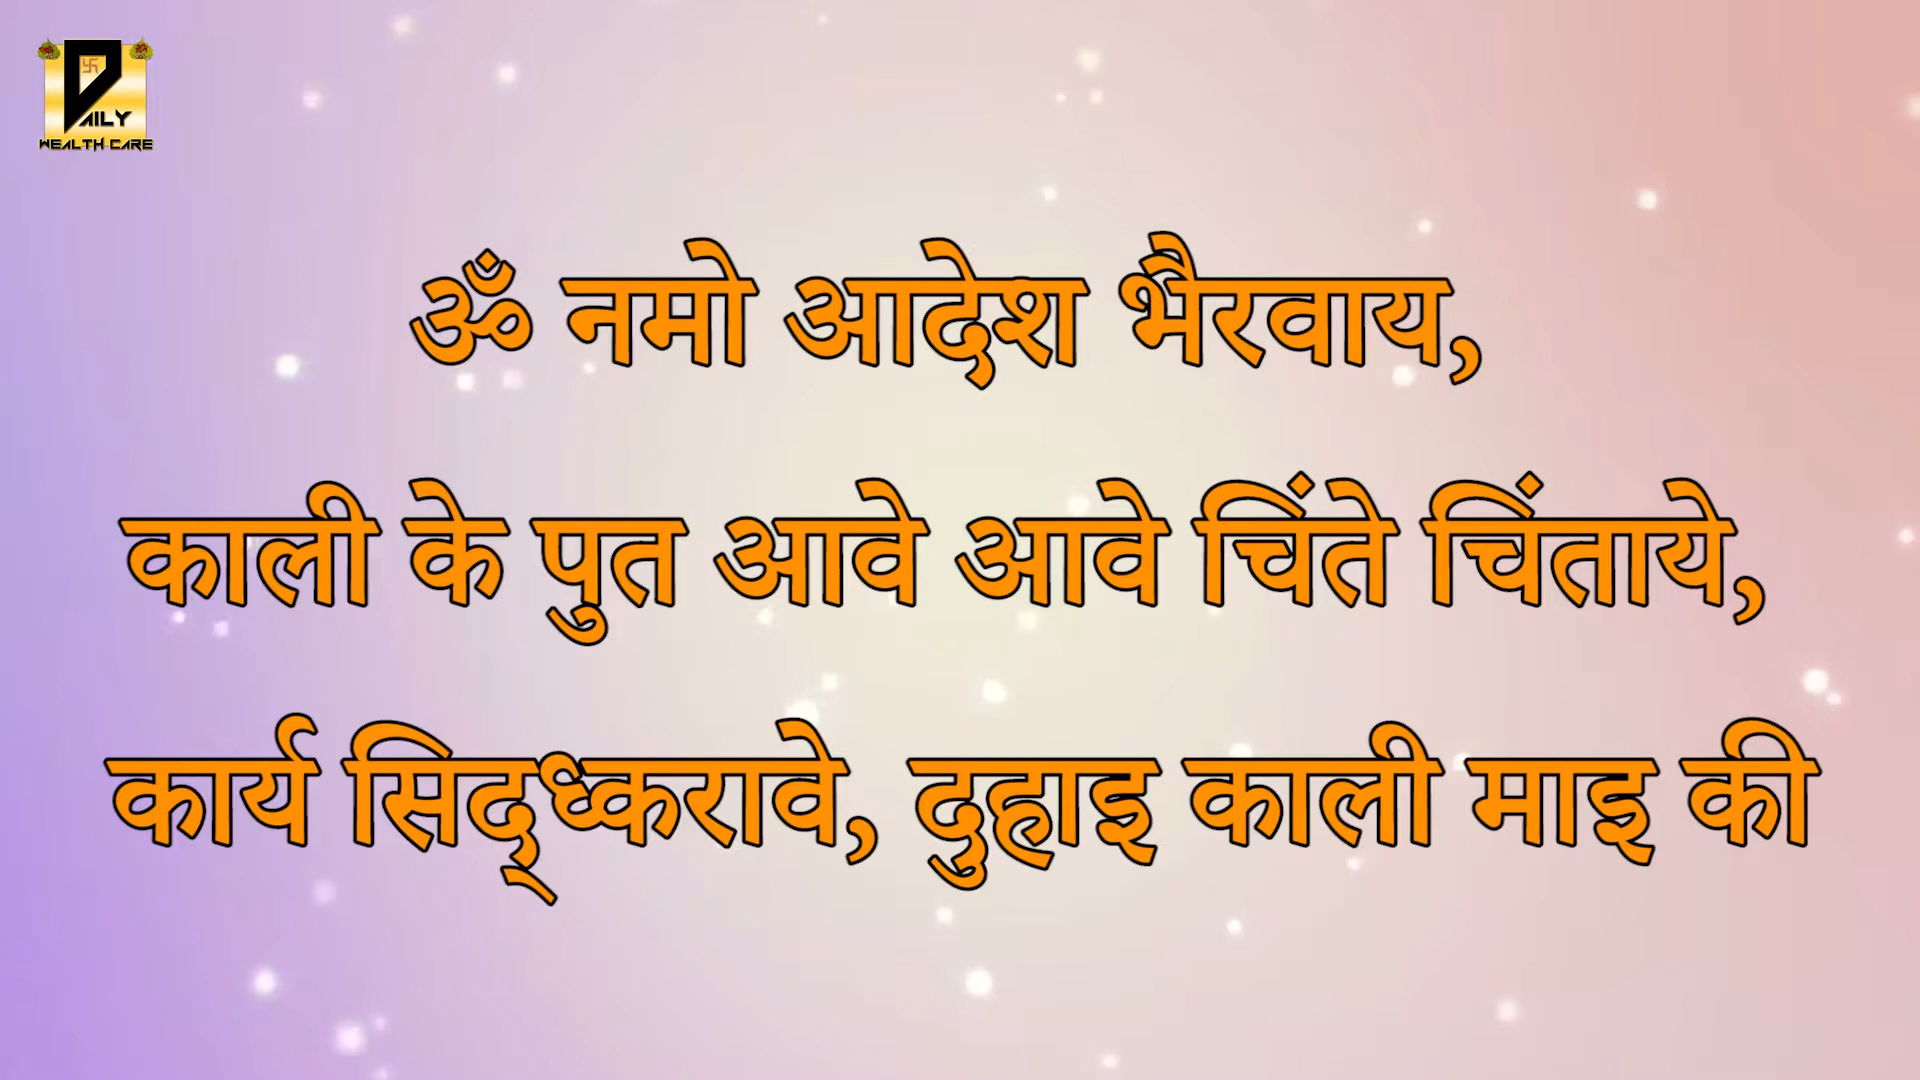 DAILY
WEALTH CARE
ॐ नमो आदेश भैरवाय,
काली के पुत आवे आवे चिंते चिंताये,
कार्य सिद्ध्करावे, दुहाइ काली माइ की